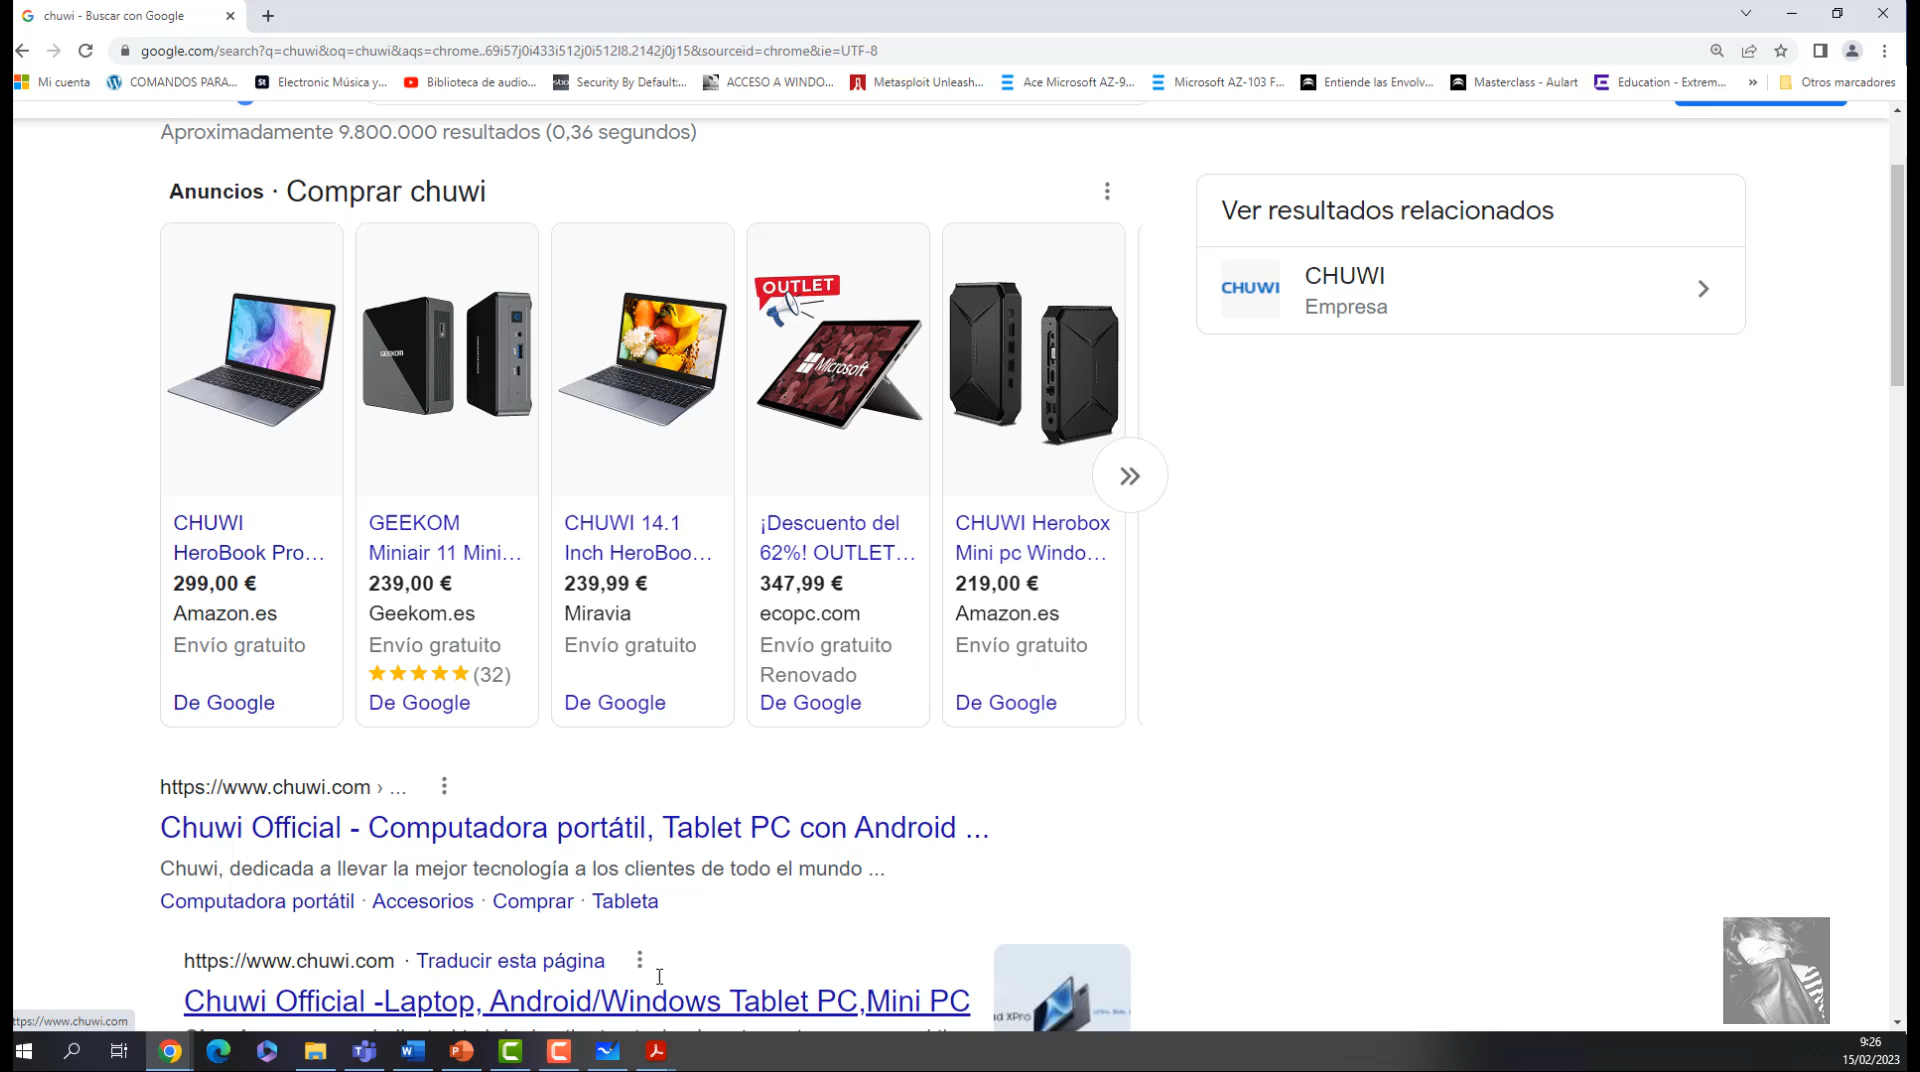 chuwi - Buscar con Google
google.com/search?q=chuwi&oq=chuwi&aqs=chrome..69i57j0i433i512j0i512l8.2142j0j15&sourceid=chrome&ie=UTF-8
Mi cuenta
COMANDOS PARA...
Electronic Música y...
Biblioteca de audio...
Security By Default:...
ACCESO A WINDO...
Metasploit Unleash...
Ace Microsoft AZ-9...
Microsoft AZ-103 F...
Entiende las Envolv...
Masterclass - Aulart
Education - Extrem...
»
Otros marcadores
Aproximadamente 9.800.000 resultados (0,36 segundos)
Anuncios · Comprar chuwi
GEEKOM
OUTLET
Microsoft
CHUWI
HeroBook Pro…
299,00 €
Amazon.es
Envío gratuito
De Google
GEEKOM
Miniair 11 Mini…
239,00 €
Geekom.es
Envío gratuito
(32)
De Google
CHUWI 14.1
Inch HeroBoo…
239,99 €
Miravia
Envío gratuito
De Google
¡Descuento del
62%! OUTLET…
347,99 €
ecopc.com
Envío gratuito
Renovado
De Google
CHUWI Herobox
Mini pc Windo…
219,00 €
Amazon.es
Envío gratuito
De Google
Ver resultados relacionados
CHUWI
CHUWI
Empresa
https://www.chuwi.com › ...
Chuwi Official - Computadora portátil, Tablet PC con Android ...
Chuwi, dedicada a llevar la mejor tecnología a los clientes de todo el mundo ...
Computadora portátil · Accesorios · Comprar · Tableta
https://www.chuwi.com · Traducir esta página
Chuwi Official -Laptop, Android/Windows Tablet PC,Mini PC
ad XPro
ttps://www.chuwi.com
9:26
15/02/2023